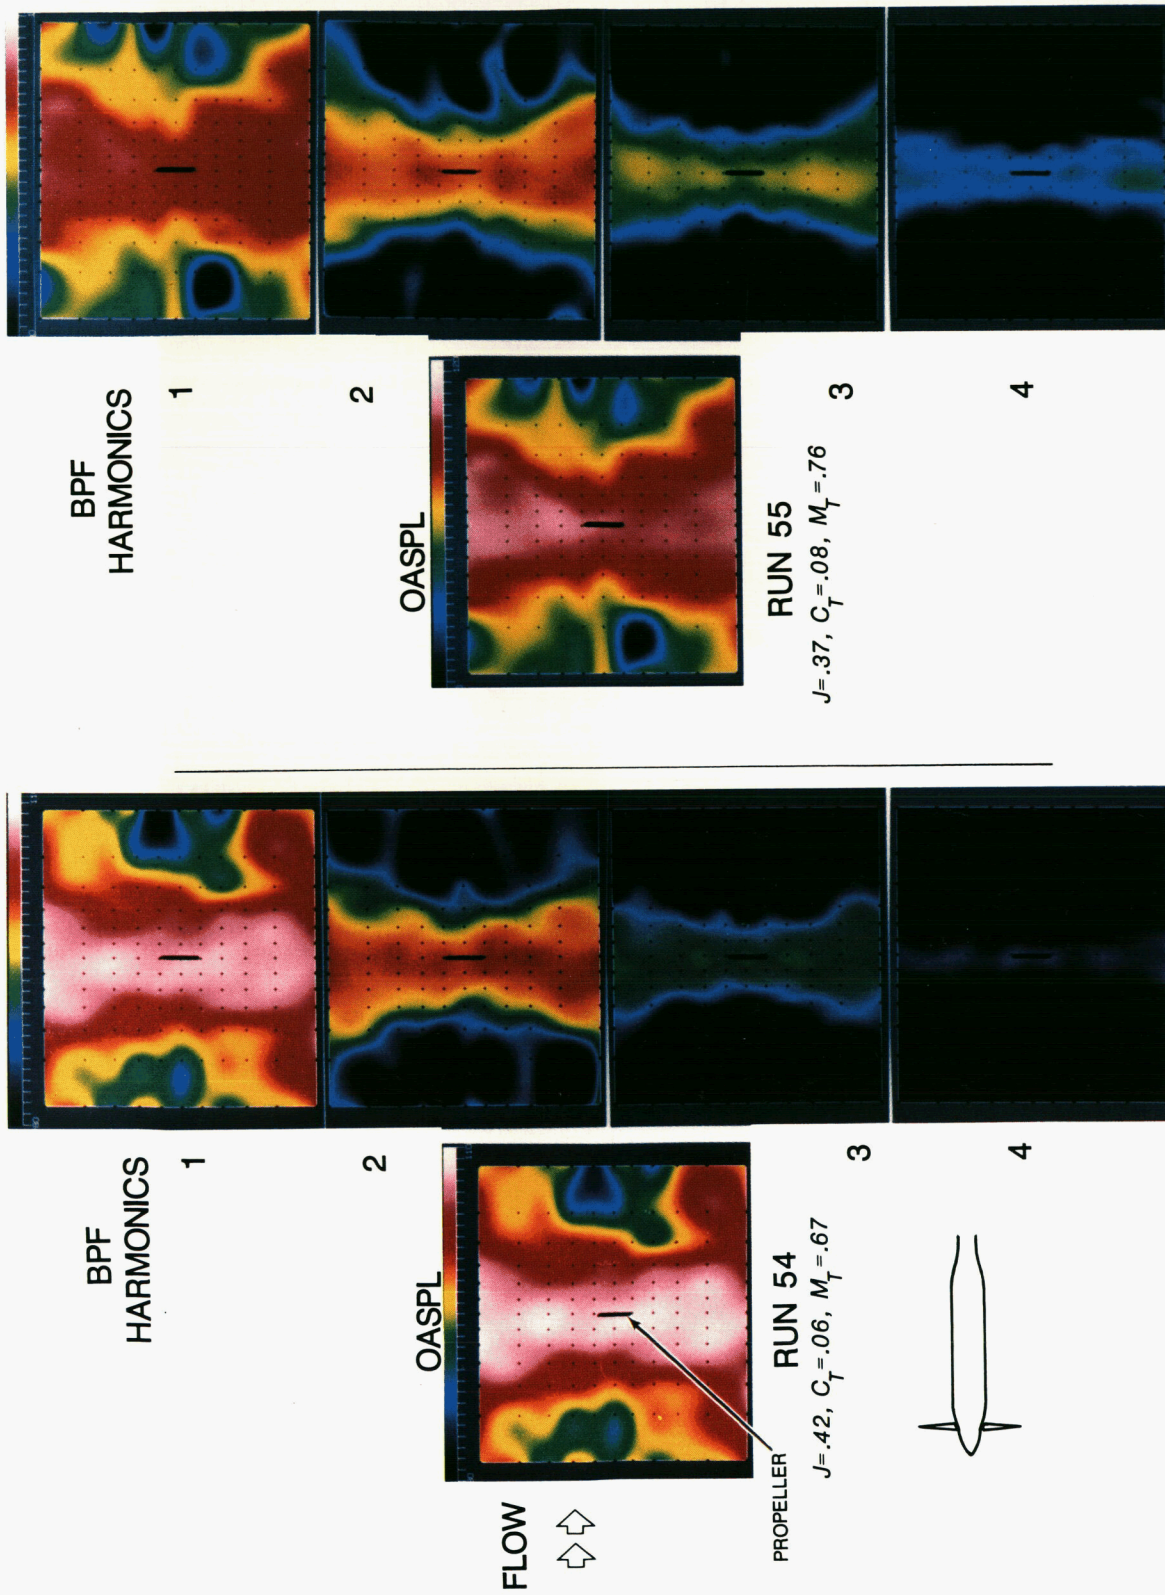 BPF
HARMONICS
1
2
OASPL
3
4
RUN 54
J=.42, C_T=.06, M_T=.67
FLOW
PROPELLER
BPF
HARMONICS
1
2
OASPL
3
4
RUN 55
J=.37, C_T=.08, M_T=.76